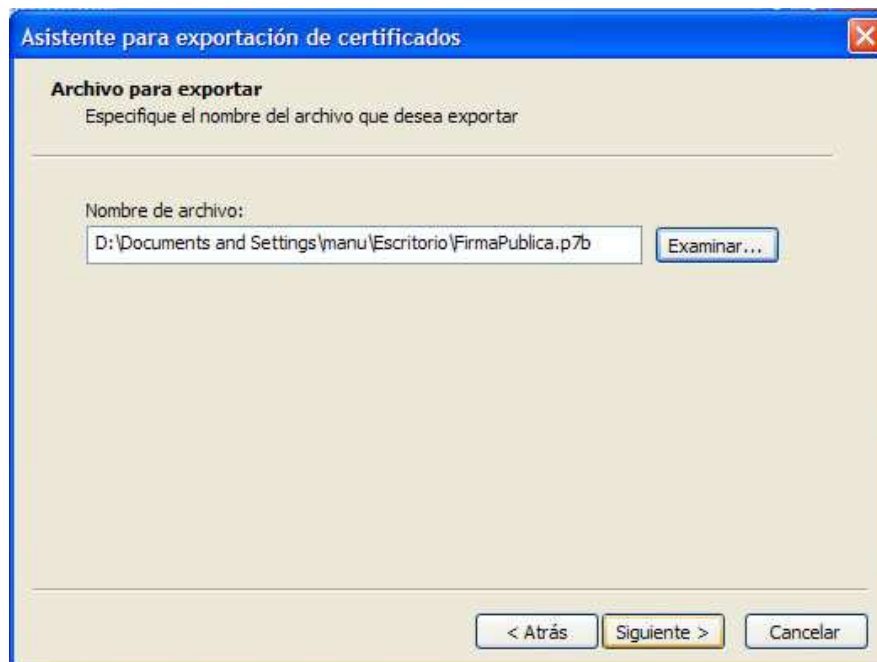 Asistente para exportación de certificados
Archivo para exportar
Especifique el nombre del archivo que desea exportar
Nombre de archivo:
D:\Documents and Settings\manu\Escritorio\FirmaPublica.p7b
Examinar...
< Atrás
Siguiente >
Cancelar